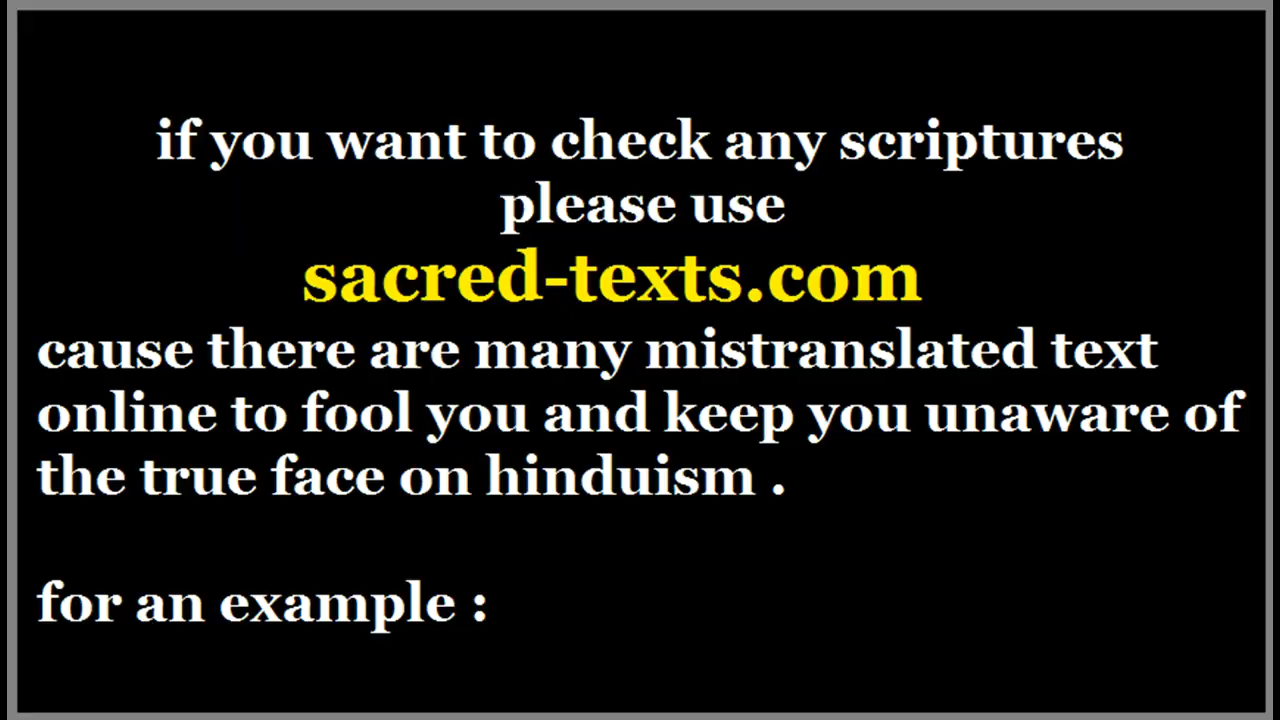 if you want to check any scriptures
please use
sacred-texts.com
cause there are many mistranslated text
online to fool you and keep you unaware of
the true face on hinduism .
for an example :